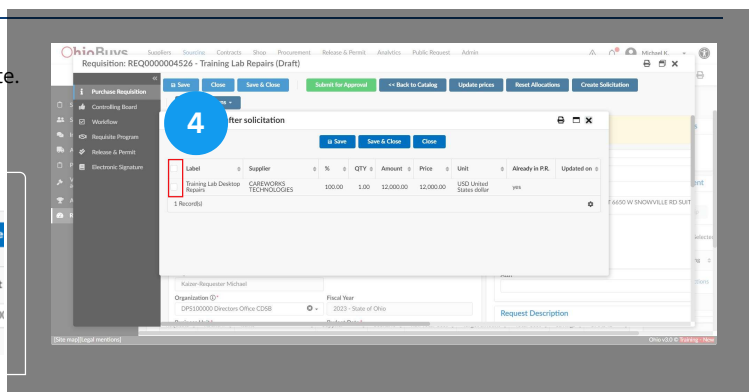 te.
OhioBuys Suppliers Sourcing Contracts Shop Procurement Release & Permit Analytics Public Request Admin Michael K.
Requisition: REQ0000004526 - Training Lab Repairs (Draft)
Purchase Requisition
Controlling Board
Workflow
Requisite Program
Release & Permit
Electronic Signature
Save Close Save & Close Submit for Approval << Back to Catalog Update prices Reset Allocations Create Solicitation
4
after solicitation
Save Save & Close Close
Label Supplier % QTY Amount Price Unit Already in P.R. Updated on
Training Lab Desktop Repairs CAREWORKS TECHNOLOGIES 100.00 1.00 12,000.00 12,000.00 USD United States dollar yes
1 Record(s)
6650 W SNOWVILLE RD SUIT
Kaizer-Requester Michael
Organization Fiscal Year
DPS100000 Directors Office CDSB 2023 - State of Ohio
Request Description
[Site map][Legal mentions] Ohio v3.0 © Training - New